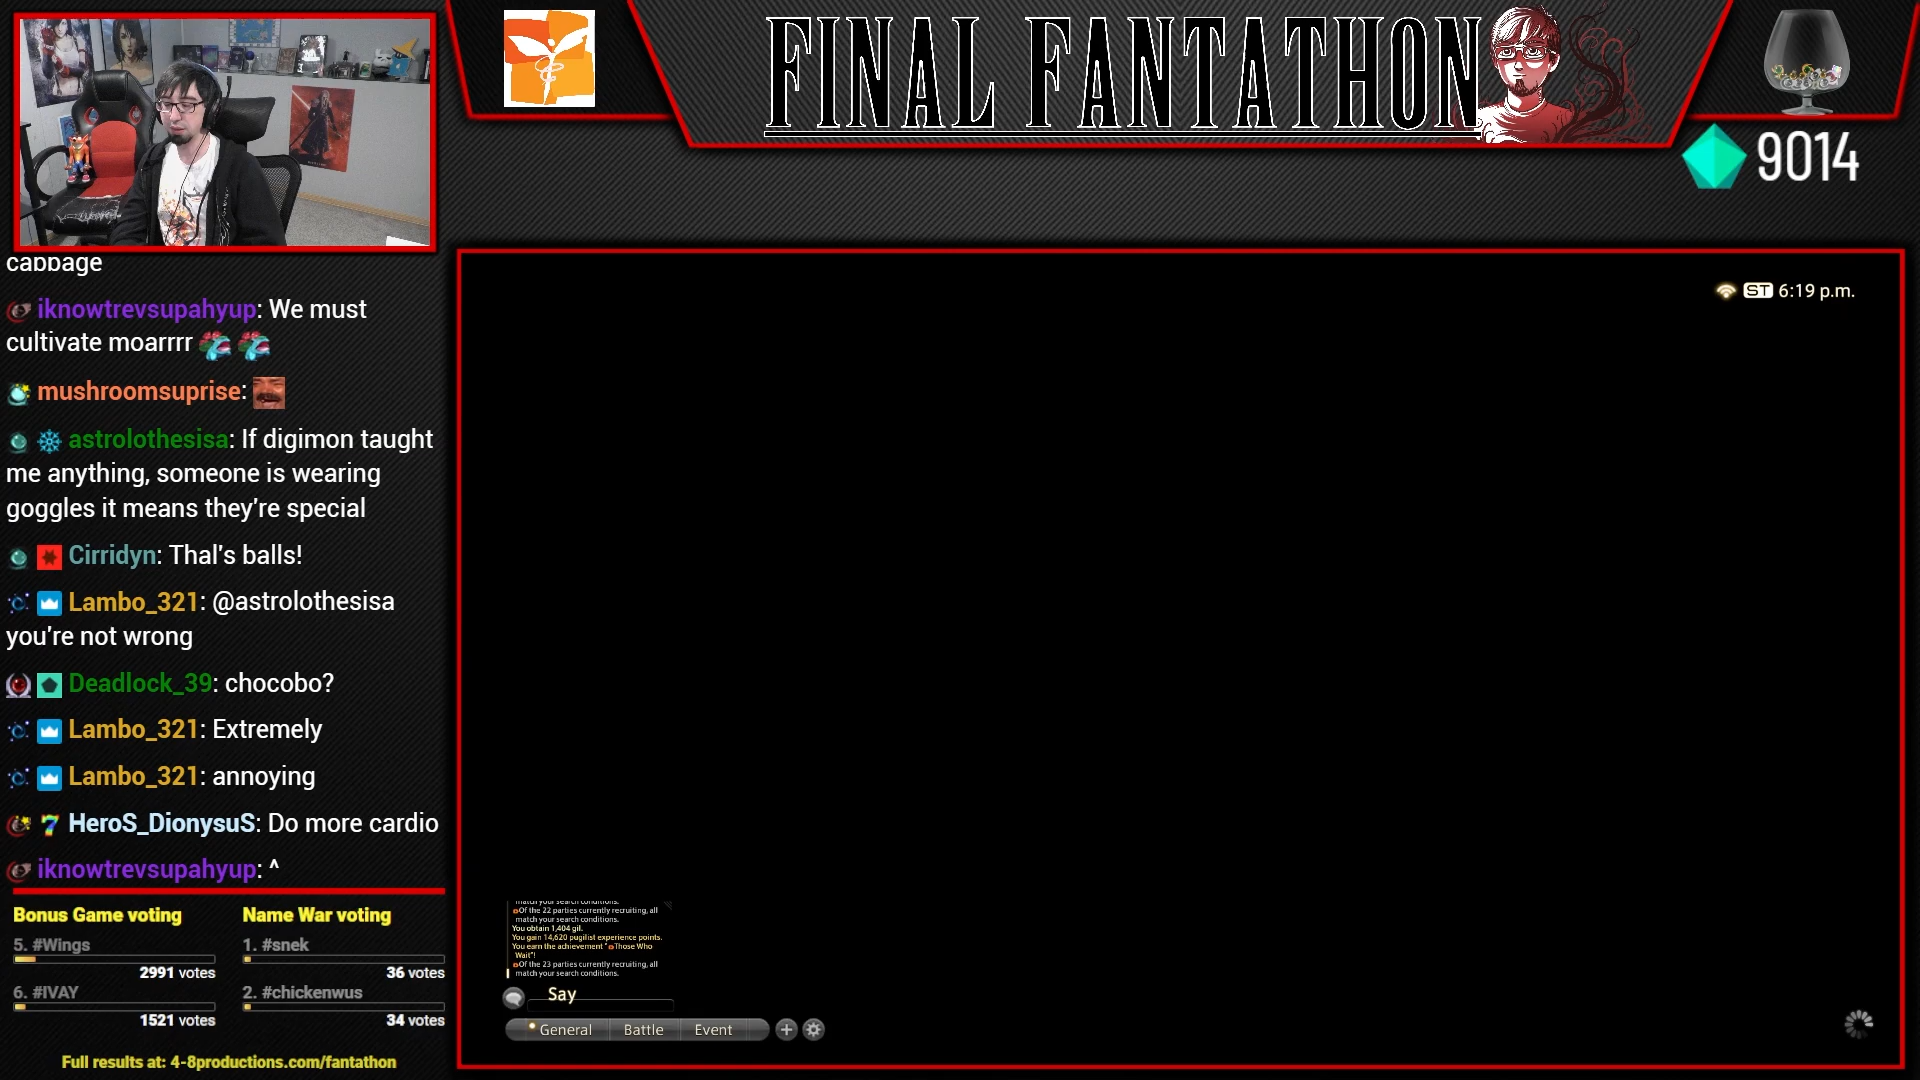 FINAL FANTATHON
9014
cabbage
iknowtrevsupahyup: We must
cultivate moarrrr
mushroomsuprise:
astrolothesisa: If digimon taught
me anything, someone is wearing
goggles it means they're special
Cirridyn: Thal's balls!
Lambo_321: @astrolothesisa
you're not wrong
Deadlock_39: chocobo?
Lambo_321: Extremely
Lambo_321: annoying
HeroS_DionysuS: Do more cardio
iknowtrevsupahyup: ^
Bonus Game voting
5. #Wings
2991 votes
6. #IVAY
1521 votes
Name War voting
1. #snek
36 votes
2. #chickenwus
34 votes
Full results at: 4-8productions.com/fantathon
ST 6:19 p.m.
match your search conditions.
Of the 22 parties currently recruiting, all
match your search conditions.
You obtain 1,404 gil.
You gain 14,620 pugilist experience points.
You earn the achievement "Those Who
Wait"!
Of the 23 parties currently recruiting, all
match your search conditions.
Say
General Battle Event